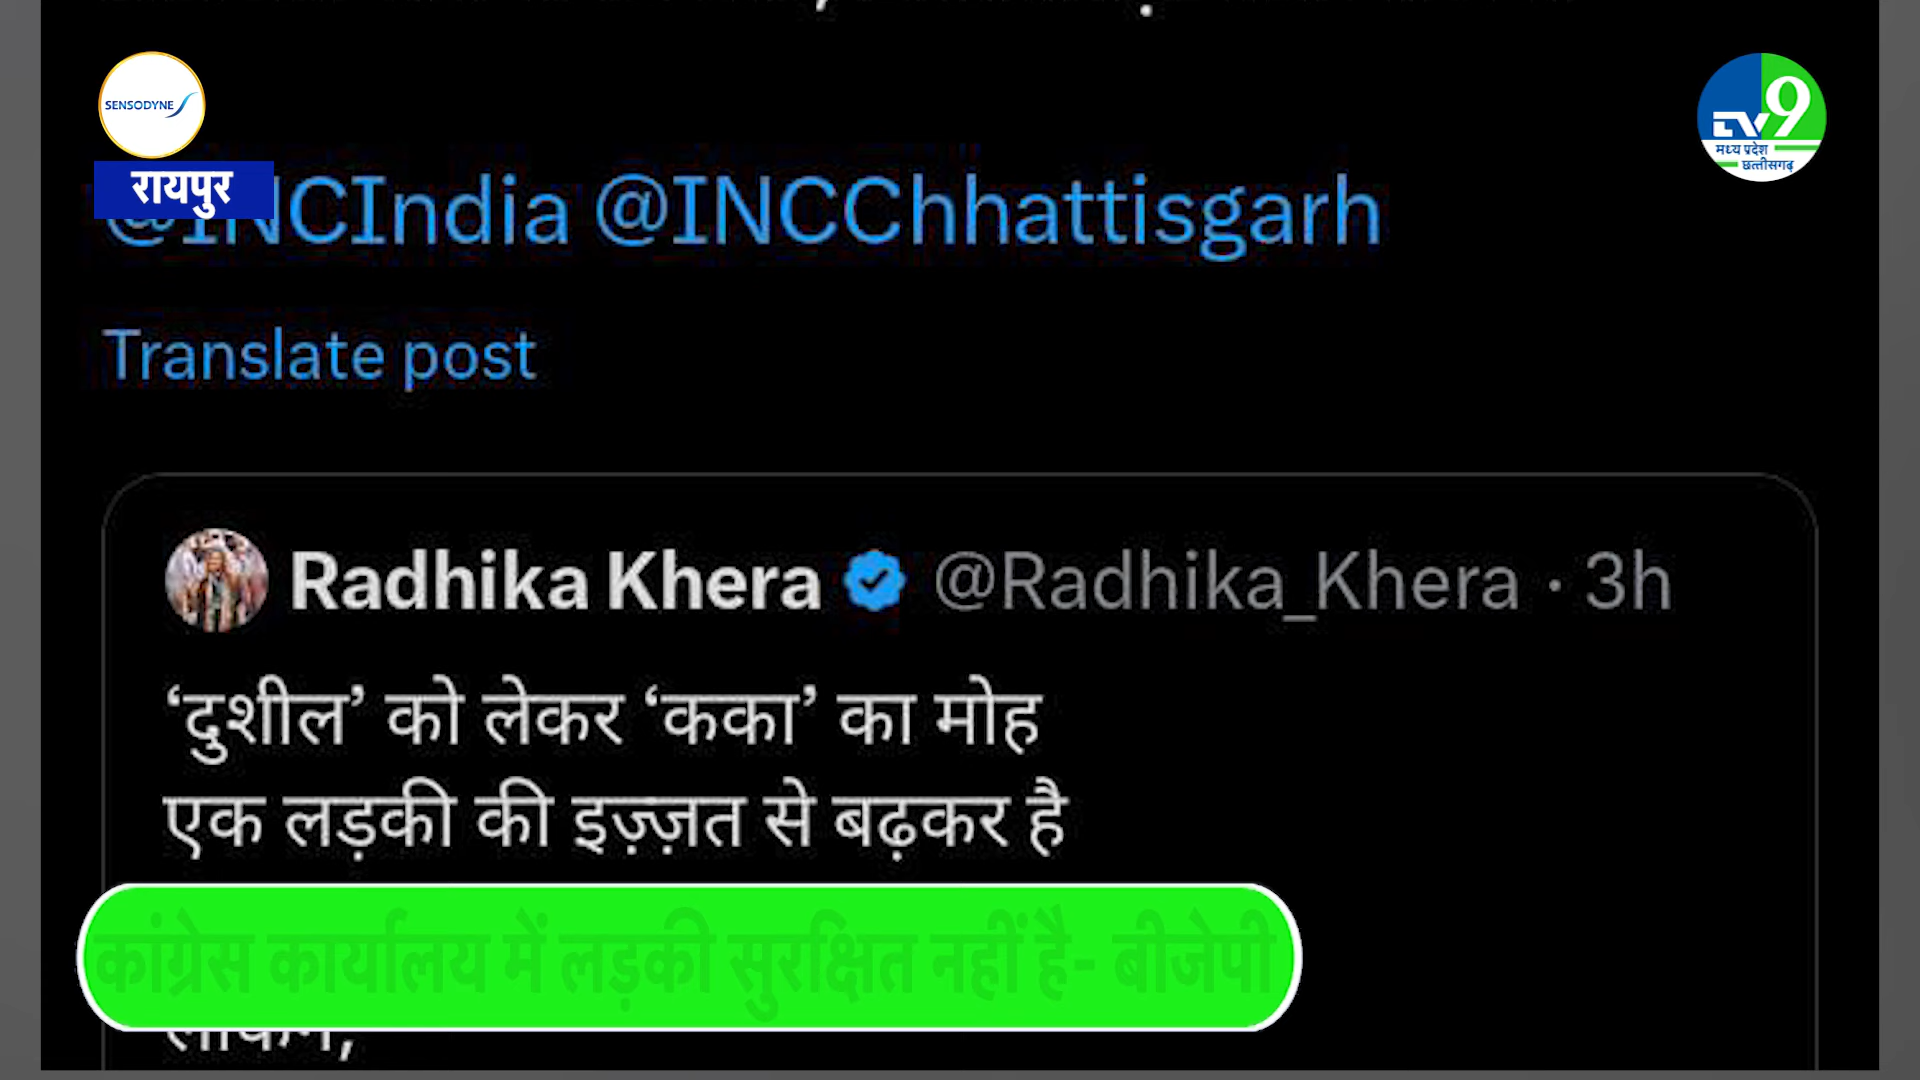 SENSODYNE
TV9
मध्य प्रदेश
छत्तीसगढ़
रायपुर
@INCIndia @INCChhattisgarh
Translate post
Radhika Khera @Radhika_Khera · 3h
‘दुशील’ को लेकर ‘कका’ का मोह
एक लड़की की इज़्ज़त से बढ़कर है
कांग्रेस कार्यालय में लड़की सुरक्षित नहीं है- बीजेपी